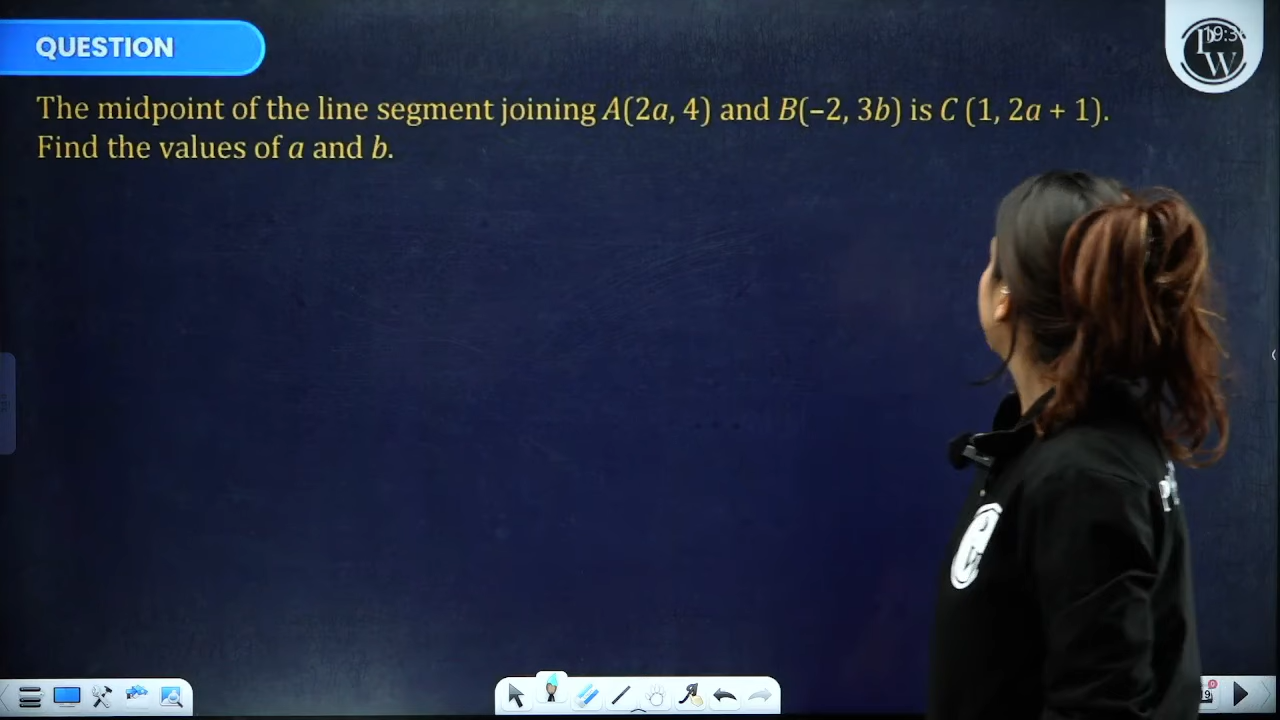 QUESTION
The midpoint of the line segment joining A(2a, 4) and B(–2, 3b) is C (1, 2a + 1).
Find the values of a and b.